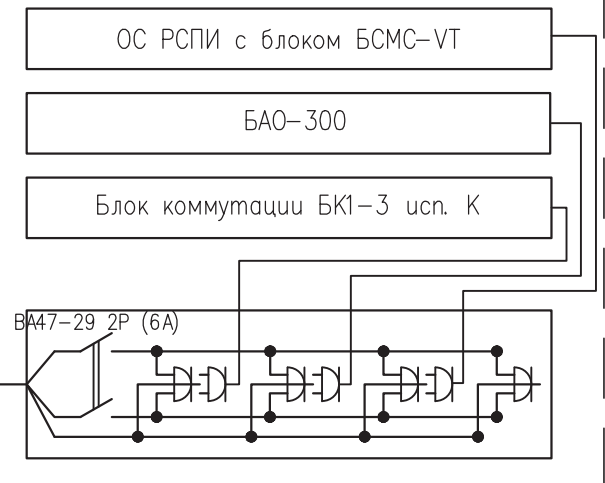 ОС РСПИ с блоком БСМС-VT
БАО-300
Блок коммутации БК1-3 исп. К
ВА47-29 2Р (6А)